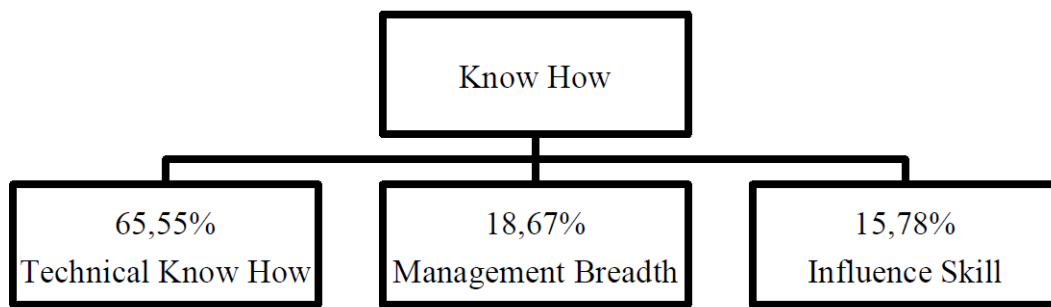 Know How
65,55%
Technical Know How
18,67%
Management Breadth
15,78%
Influence Skill